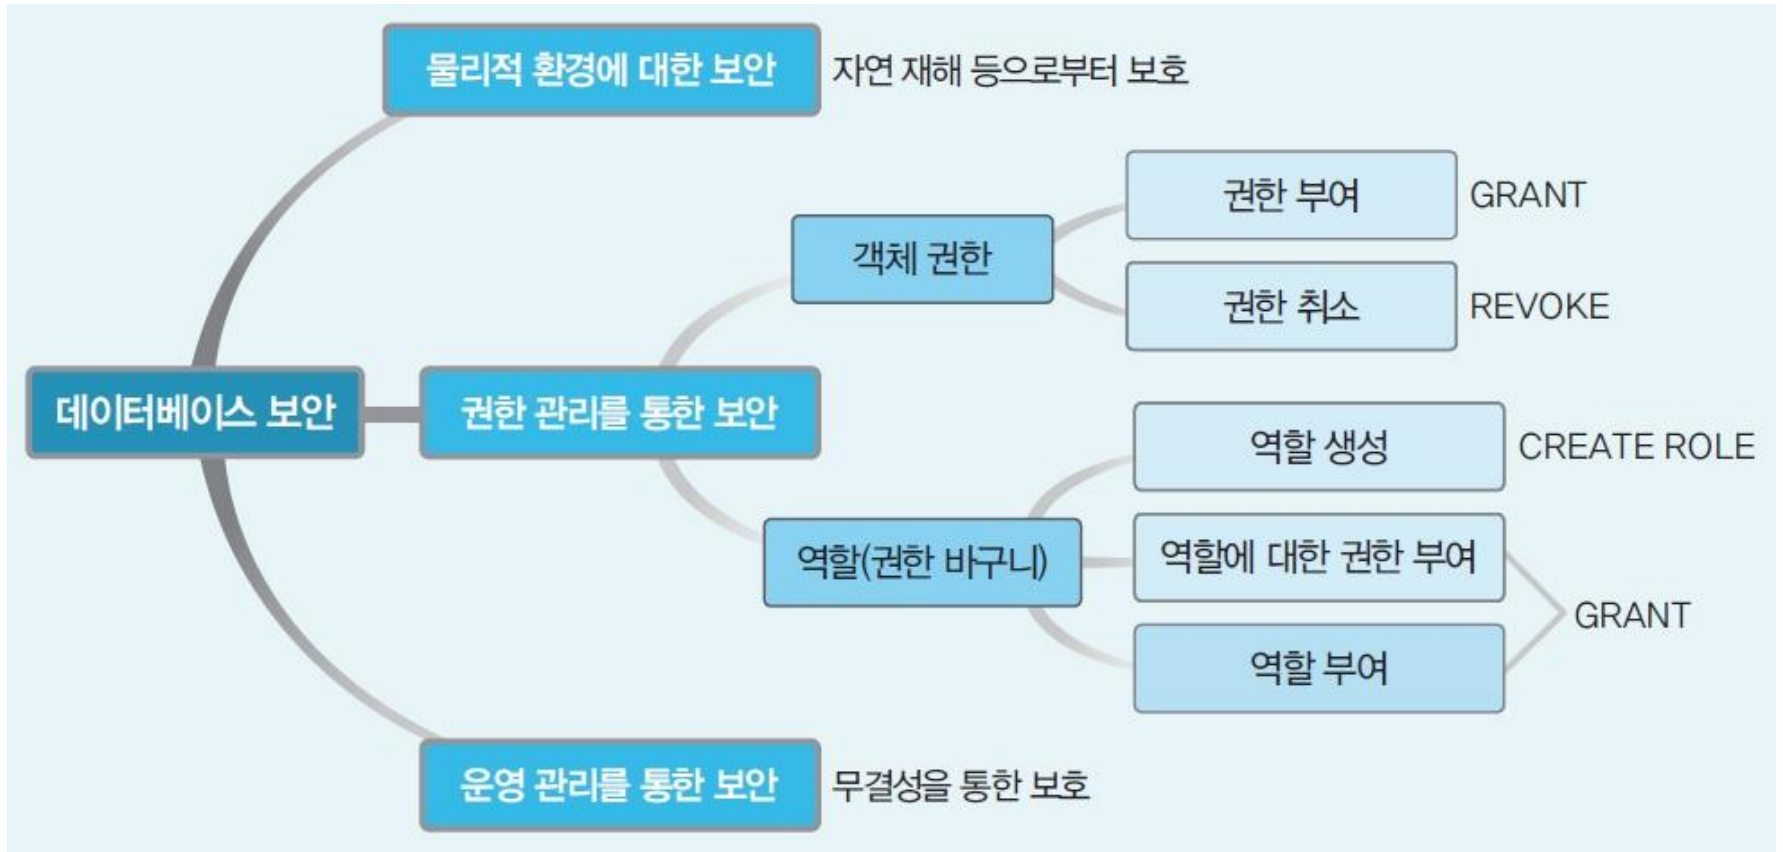 물리적 환경에 대한 보안 자연 재해 등으로부터 보호
권한 부여 GRANT
객체 권한
권한 취소 REVOKE
데이터베이스 보안 권한 관리를 통한 보안
역할 생성 CREATE ROLE
역할(권한 바구니) 역할에 대한 권한 부여
GRANT
역할 부여
운영 관리를 통한 보안 무결성을 통한 보호